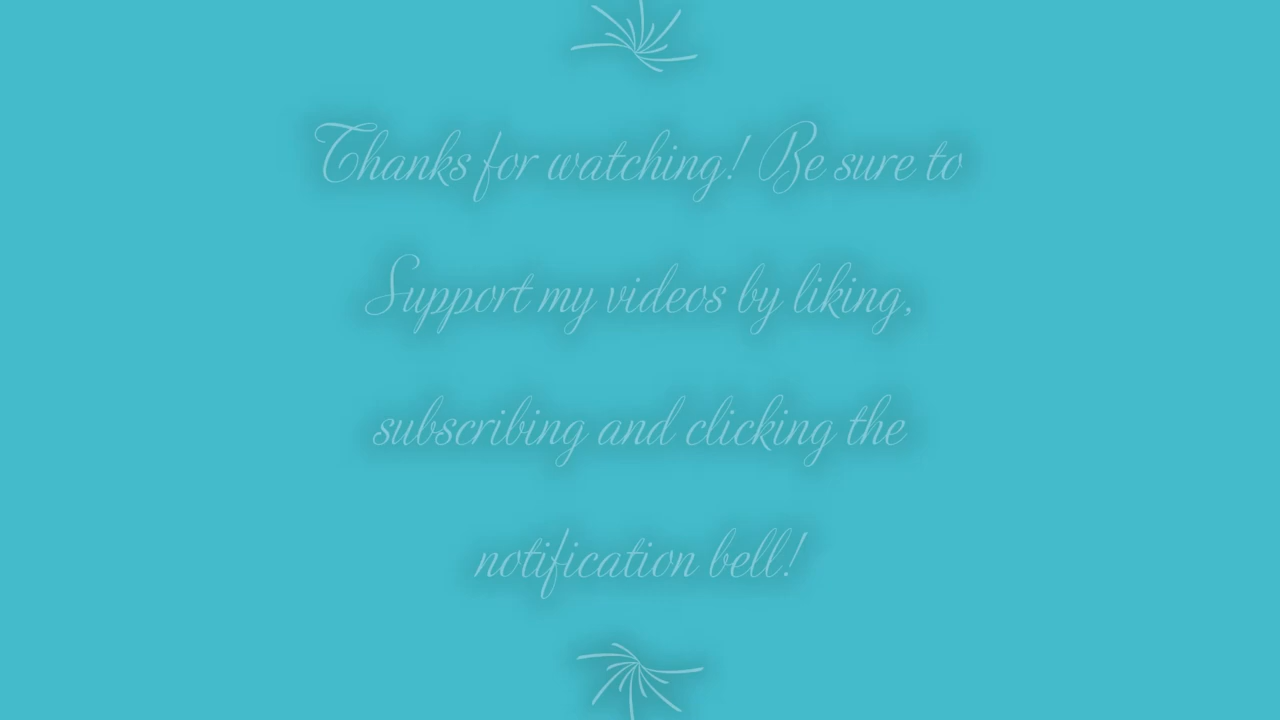 Thanks for watching! Be sure to
Support my videos by liking,
subscribing and clicking the
notification bell!